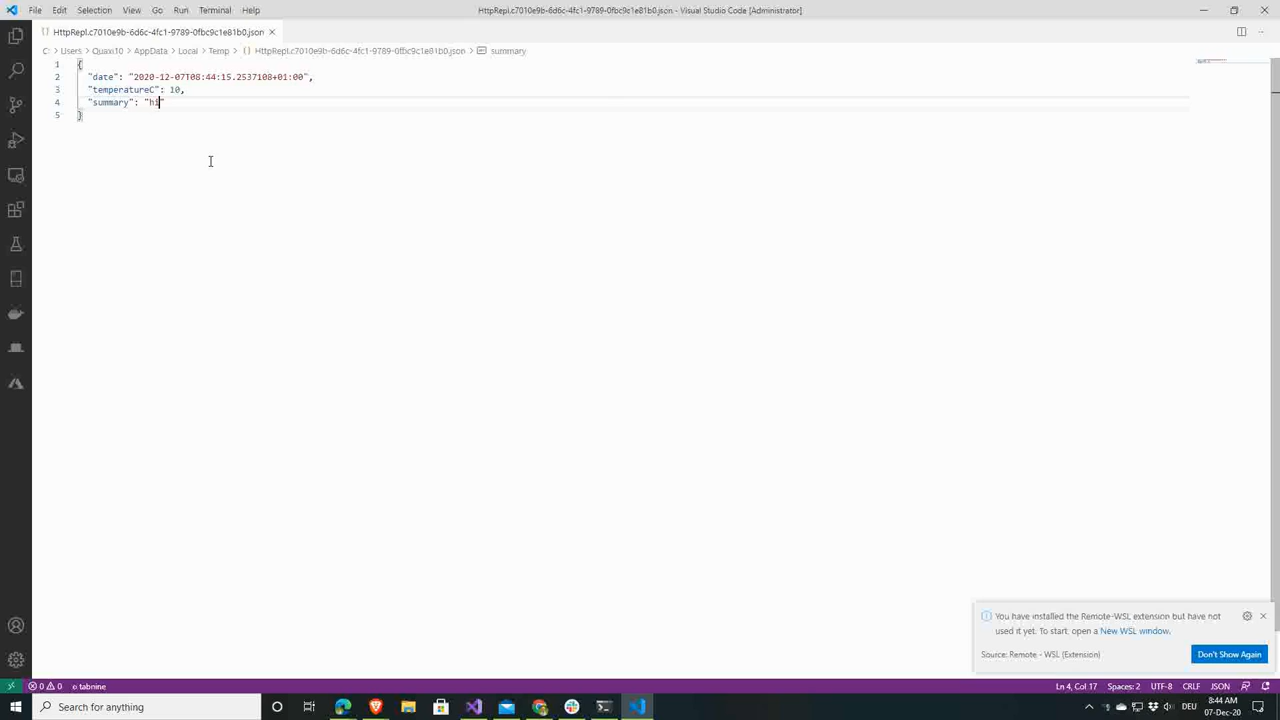 File Edit Selection View Go Run Terminal Help
HttpRepl.c7010e9b-6d6c-4fc1-9789-0fbc9c1e81b0.json - Visual Studio Code [Administrator]
HttpRepl.c7010e9b-6d6c-4fc1-9789-0fbc9c1e81b0.json
C: > Users > Quaxi10 > AppData > Local > Temp > {} HttpRepl.c7010e9b-6d6c-4fc1-9789-0fbc9c1e81b0.json > summary
1 {
2 "date": "2020-12-07T08:44:15.2537108+01:00",
3 "temperatureC": 10,
4 "summary": "hi"
5 }
You have installed the Remote-WSL extension but have not
used it yet. To start, open a New WSL window.
Source: Remote - WSL (Extension)
Don't Show Again
0 0 tabnine
Ln 4, Col 17 Spaces: 2 UTF-8 CRLF JSON
Search for anything
DEU
8:44 AM
07-Dec-20